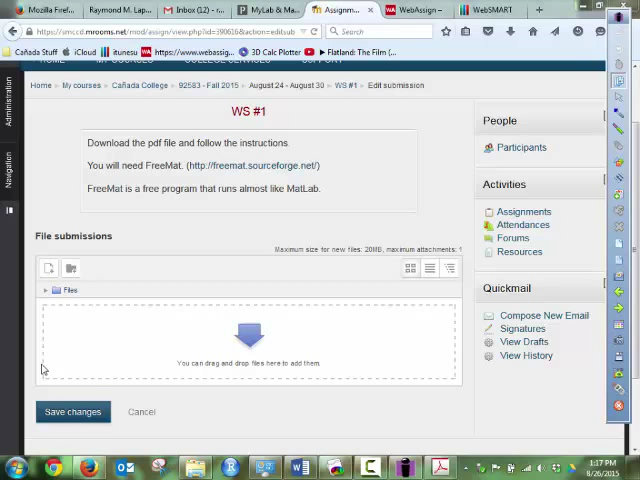 Mozilla Firef...
Raymond M. Lap...
Inbox (12) - r...
MyLab & Ma...
Assignm...
WebAssign –
WebSMART
https://smccd.mrooms.net/mod/assign/view.php?id=390616&action=editsub
Search
Cañada College
iCloud
itunesu
https://www.webassig...
3D Calc Plotter
Flatland: The Film (...
Home
My courses
Cañada College
92583 - Fall 2015
August 24 - August 30
WS #1
Edit submission
Administration
Navigation
WS #1
Download the pdf file and follow the instructions.
You will need FreeMat. (http://freemat.sourceforge.net/)
FreeMat is a free program that runs almost like MatLab.
File submissions
Maximum size for new files: 20MB, maximum attachments: 1
Files
You can drag and drop files here to add them.
Save changes
Cancel
People
Participants
Activities
Assignments
Attendances
Forums
Resources
Quickmail
Compose New Email
Signatures
View Drafts
View History
1:17 PM
8/26/2015